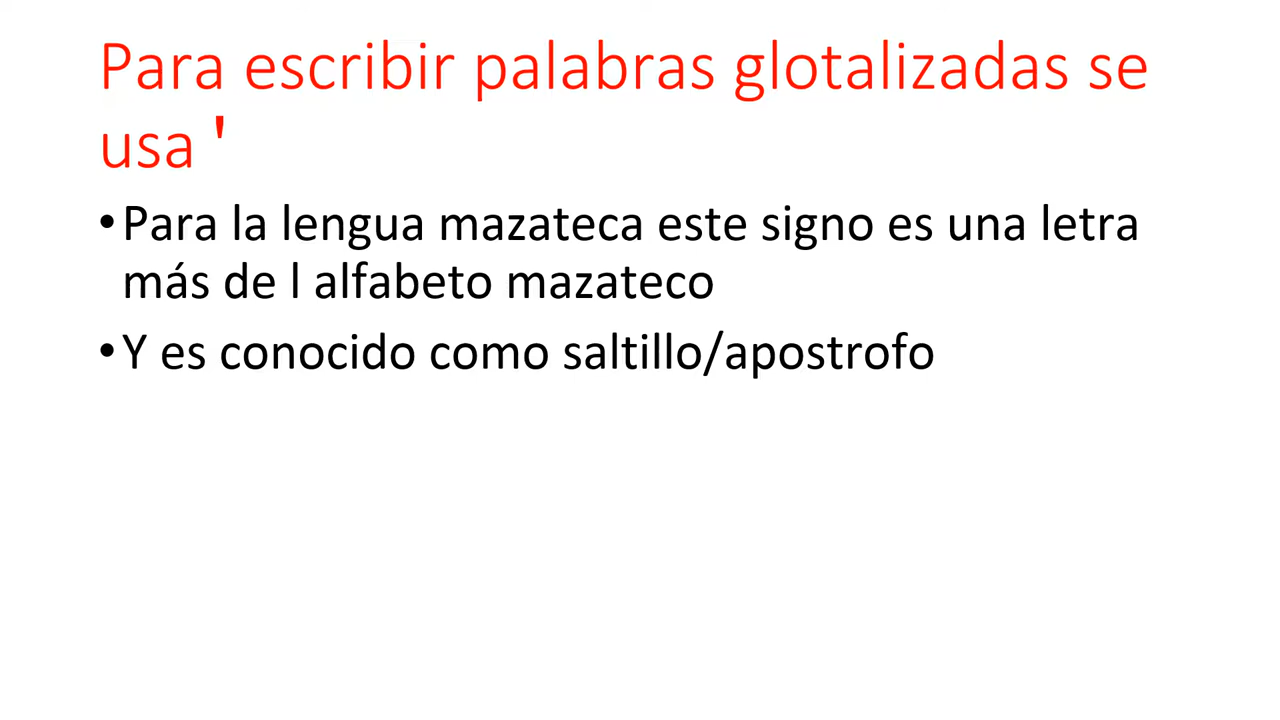 Para escribir palabras glotalizadas se
usa '
•Para la lengua mazateca este signo es una letra
más de l alfabeto mazateco
•Y es conocido como saltillo/apostrofo